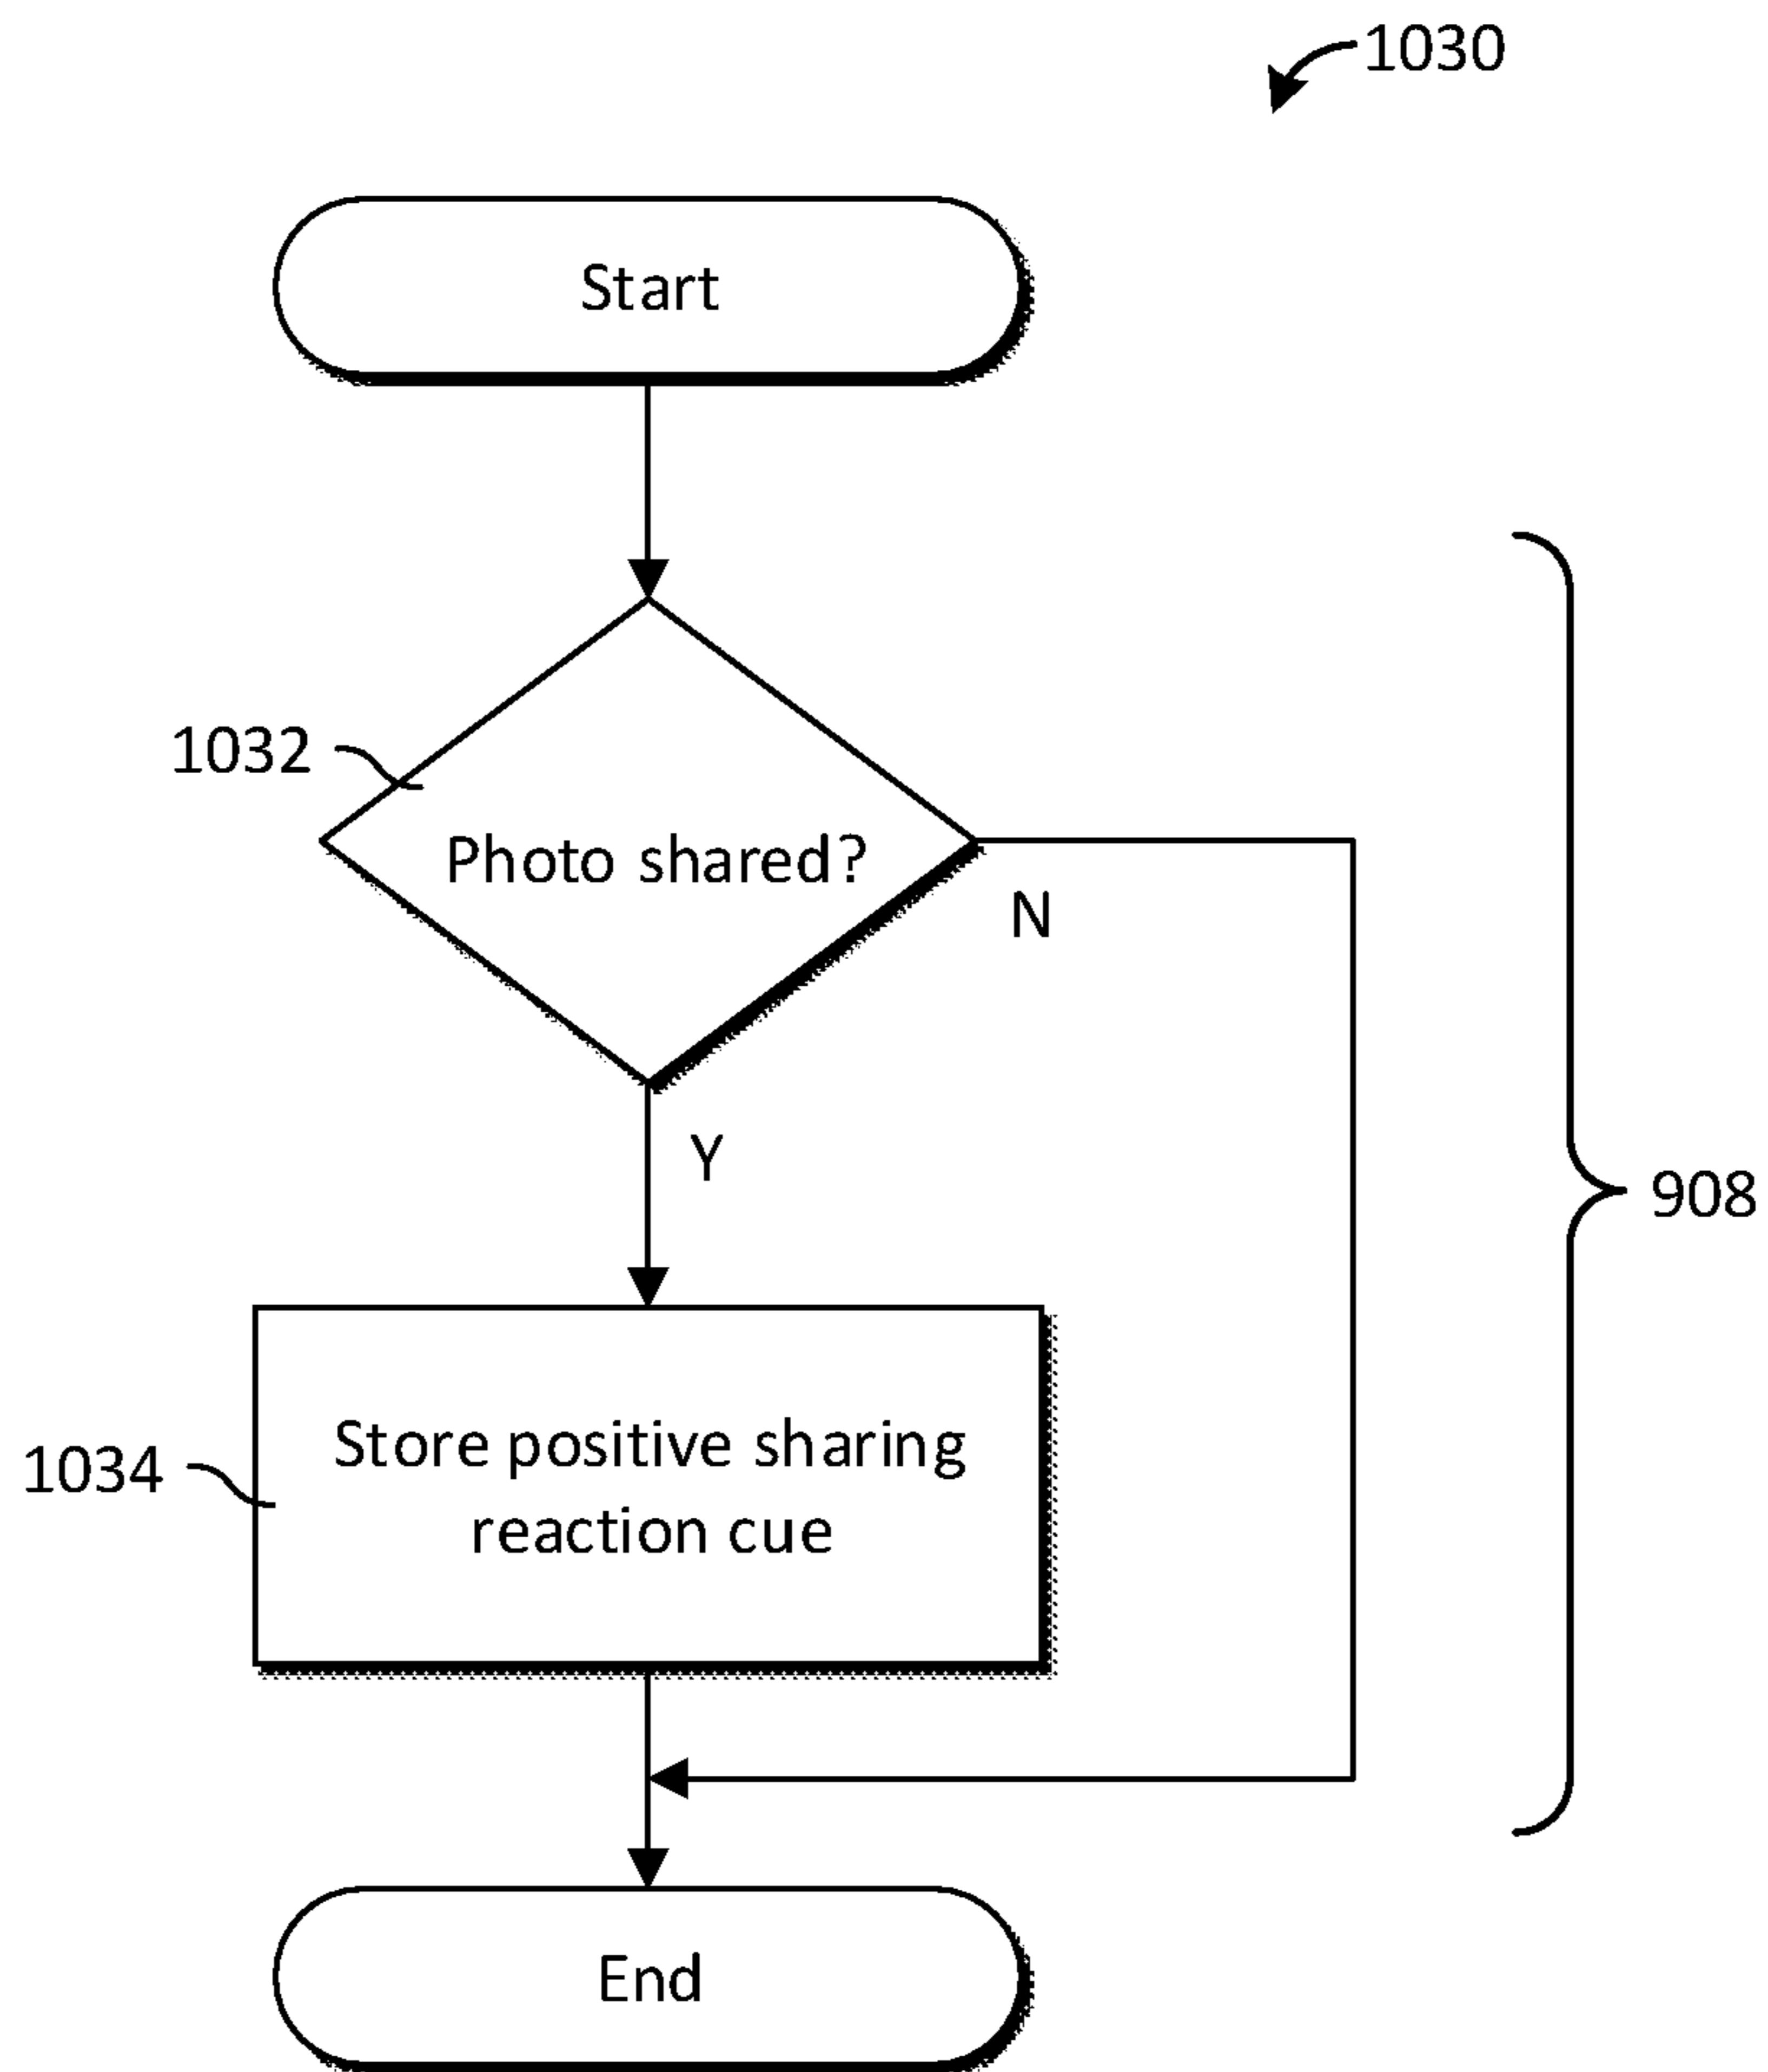 1030
Start
1032
Photo shared?
N
Y
908
1034
Store positive sharing
reaction cue
End